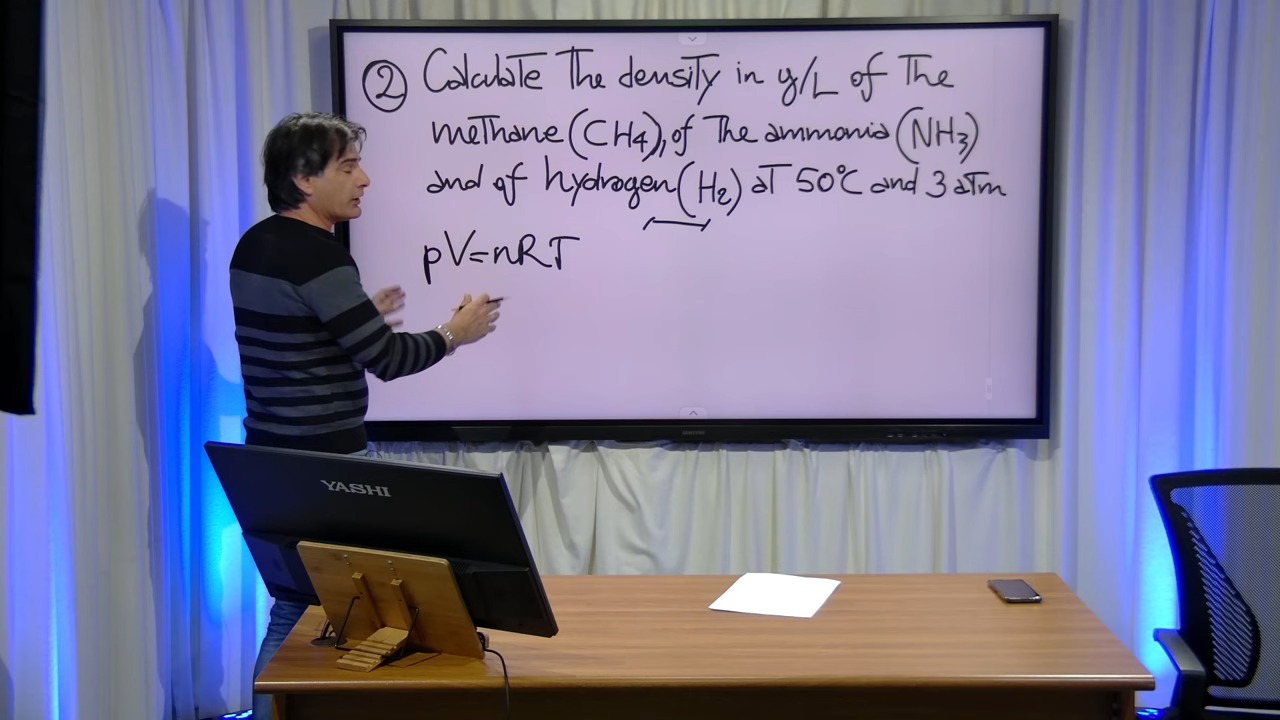 ② Calculate the density in g/L of the
methane (CH4), of the ammonia (NH3)
and of hydrogen (H2) at 50°C and 3 atm
pV=nRT
SAMSUNG
YASHI